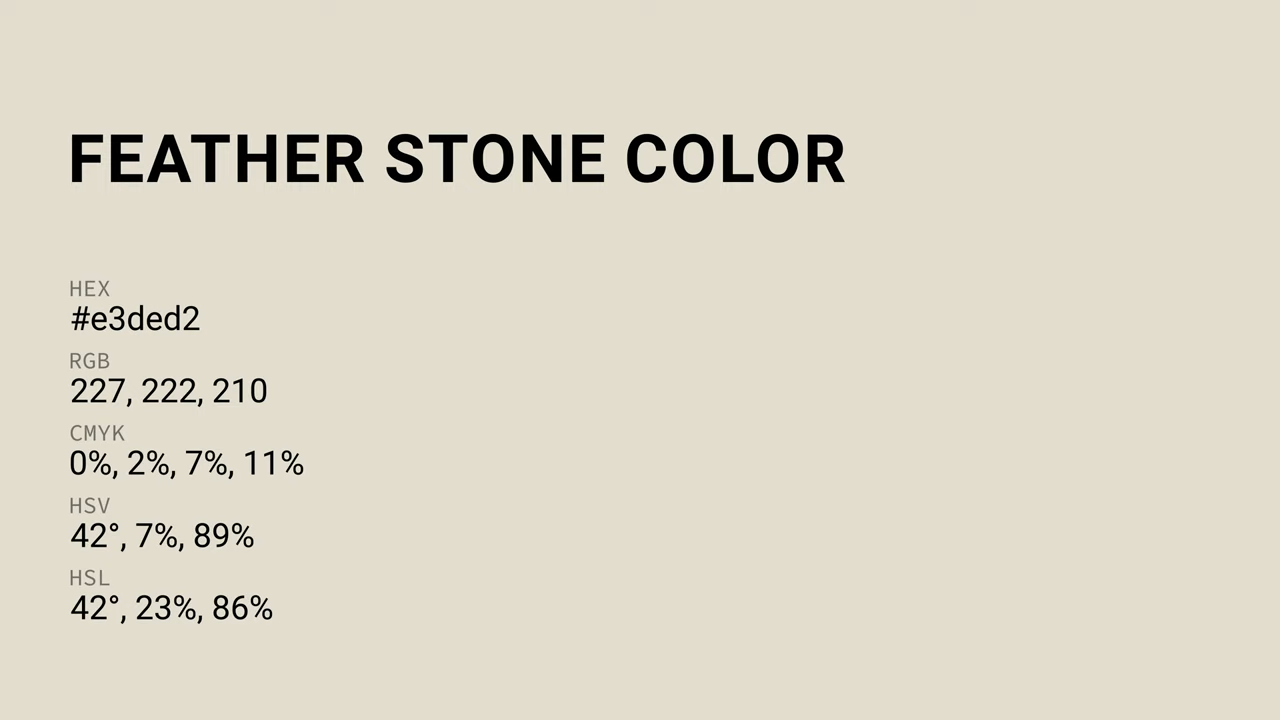 FEATHER STONE COLOR
HEX
#e3ded2
RGB
227, 222, 210
CMYK
0%, 2%, 7%, 11%
HSV
42°, 7%, 89%
HSL
42°, 23%, 86%